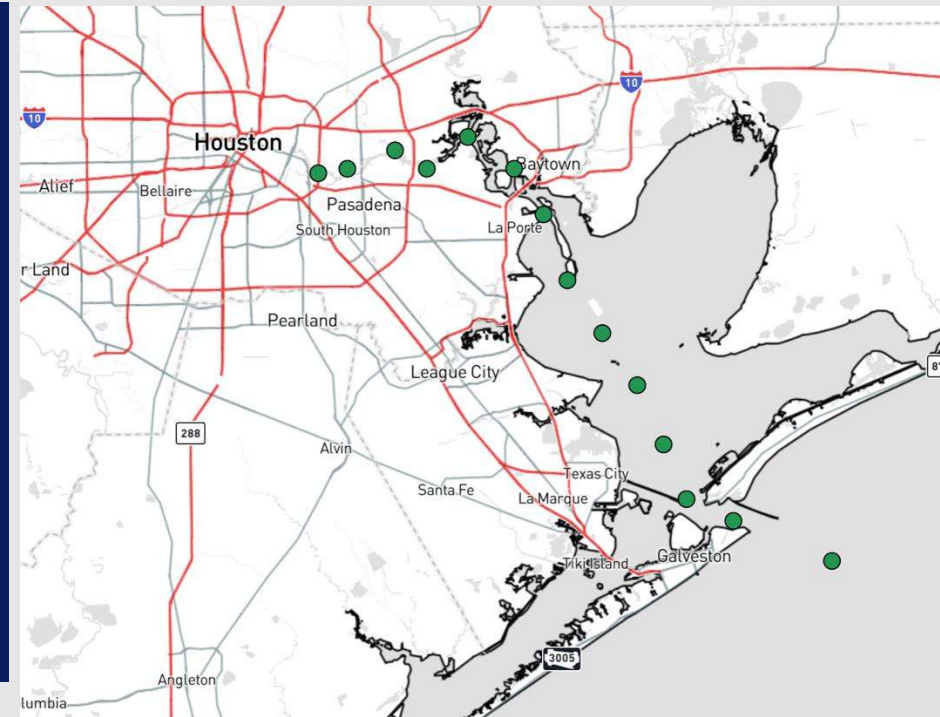 10
10
Houston
Alief
Bellaire
Baytown
Pasadena
South Houston
La Porte
r Land
Pearland
League City
87
288
Alvin
Texas City
Santa Fe
La Marque
Tiki Island
Galveston
3005
Angleton
lumbia